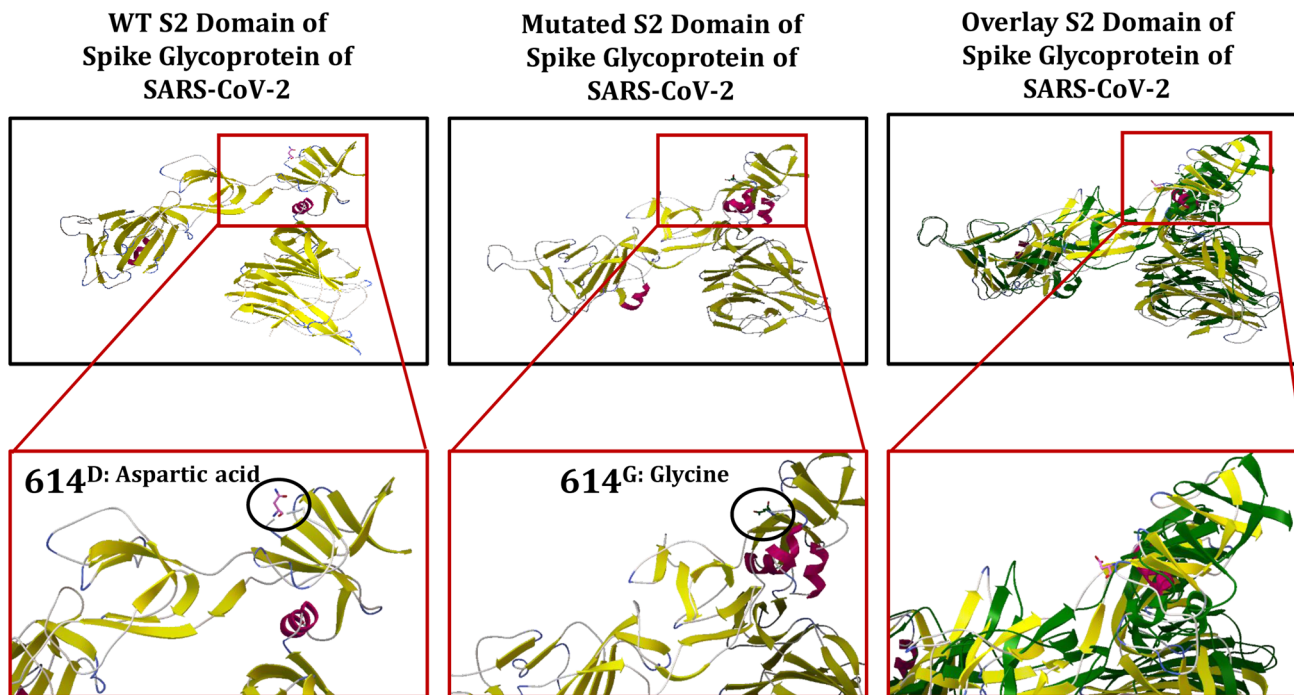 WT S2 Domain of
Spike Glycoprotein of
SARS-CoV-2
Mutated S2 Domain of
Spike Glycoprotein of
SARS-CoV-2
Overlay S2 Domain of
Spike Glycoprotein of
SARS-CoV-2
614D: Aspartic acid
614G: Glycine